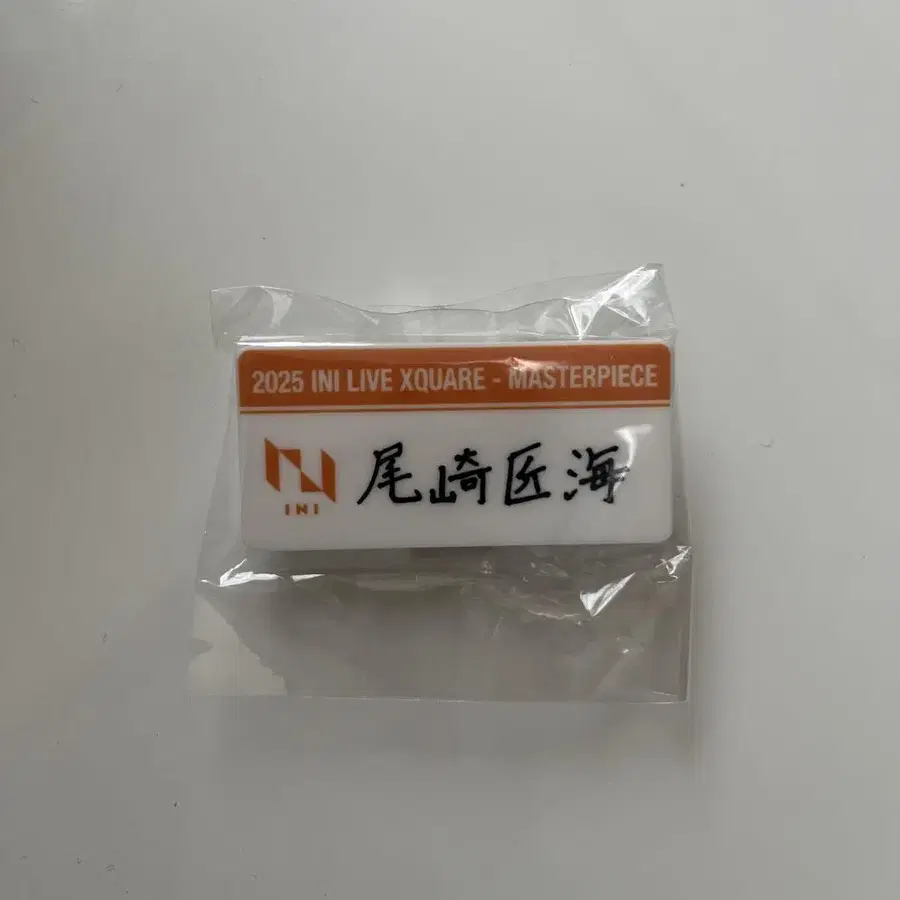 2025 INI LIVE XQUARE - MASTERPIECE
尾崎匠海
INI